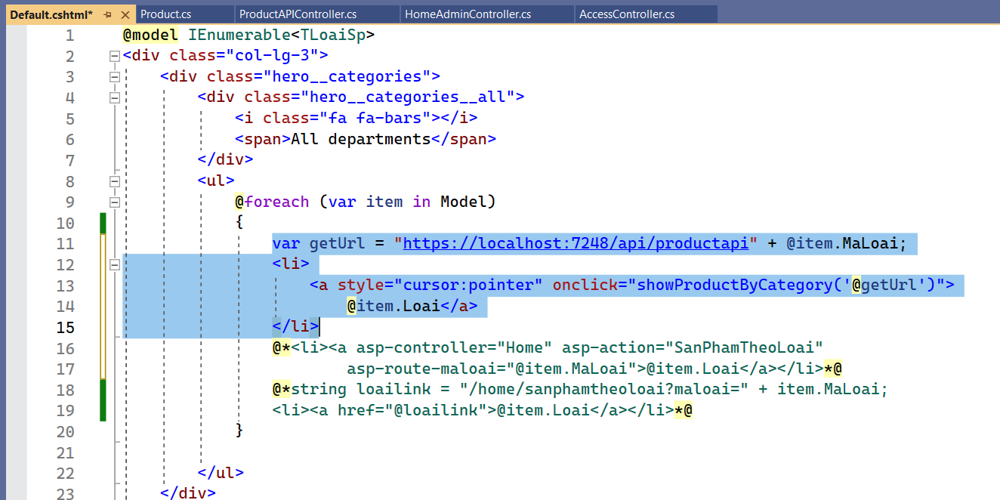 Default.cshtml* Product.cs ProductAPIController.cs HomeAdminController.cs AccessController.cs
1 @model IEnumerable<TLoaiSp>
2 <div class="col-lg-3">
3 <div class="hero__categories">
4 <div class="hero__categories__all">
5 <i class="fa fa-bars"></i>
6 <span>All departments</span>
7 </div>
8 <ul>
9 @foreach (var item in Model)
10 {
11 var getUrl = "https://localhost:7248/api/productapi" + @item.MaLoai;
12 <li>
13 <a style="cursor:pointer" onclick="showProductByCategory('@getUrl')">
14 @item.Loai</a>
15 </li>
16 @*<li><a asp-controller="Home" asp-action="SanPhamTheoLoai"
17 asp-route-maloai="@item.MaLoai">@item.Loai</a></li>*@
18 @*string loailink = "/home/sanphamtheoloai?maloai=" + item.MaLoai;
19 <li><a href="@loailink">@item.Loai</a></li>*@
20 }
21
22 </ul>
23 </div>